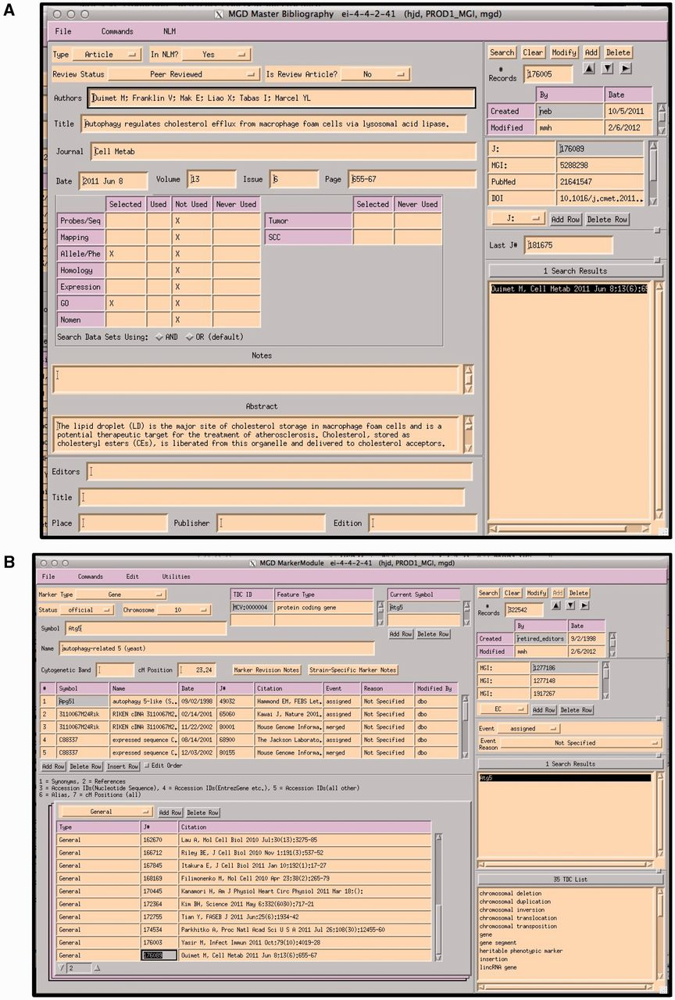 A
MGD Master Bibliography ei-4-4-2-41 (hjd, PROD1_MGI, mgd)
File Commands NLM
Type Article In NLM? Yes
Review Status Peer Reviewed Is Review Article? No
Authors Ouimet M; Franklin V; Mak E; Liao X; Tabas I; Marcel YL
Title Autophagy regulates cholesterol efflux from macrophage foam cells via lysosomal acid lipase.
Journal Cell Metab
Date 2011 Jun 8 Volume 13 Issue 6 Page 655-67
Selected Used Not Used Never Used
Probes/Seq X
Mapping X
Allele/Phe X X
Homology X
Expression X
GO X X
Nomen X
Selected Never Used
Tumor
SCC
Search Data Sets Using: AND OR (default)
Notes
Abstract
The lipid droplet (LD) is the major site of cholesterol storage in macrophage foam cells and is a
potential therapeutic target for the treatment of atherosclerosis. Cholesterol, stored as
cholesteryl esters (CEs), is liberated from this organelle and delivered to cholesterol acceptors.
Editors
Title
Place Publisher Edition
Search Clear Modify Add Delete
# Records 176005
By Date
Created neb 10/5/2011
Modified mmh 2/6/2012
J: 176089
MGI: 5288298
PubMed 21641547
DOI 10.1016/j.cmet.2011..
J: Add Row Delete Row
Last J# 181675
1 Search Results
Ouimet M, Cell Metab 2011 Jun 8;13(6):65
B
MGD MarkerModule ei-4-4-2-41 (hjd, PROD1_MGI, mgd)
File Commands Edit Utilities
Marker Type Gene
Status official Chromosome 10
Symbol Atg5
Name autophagy-related 5 (yeast)
TDC ID Feature Type
MCV:0000004 protein coding gene
Current Symbol
Atg5
Add Row Delete Row
Cytogenetic Band cM Position 23.24 Marker Revision Notes Strain-Specific Marker Notes
# Symbol Name Date J# Citation Event Reason Modified By
1 Apg5l autophagy 5-like (S.. 09/02/1998 49032 Hammond EM, FEBS Let. assigned Not Specified dbo
2 3110067M24Rik RIKEN cDNA 3110067M2. 02/14/2001 65060 Kawai J, Nature 2001. assigned Not Specified dbo
3 3110067M24Rik RIKEN cDNA 3110067M2. 11/22/2002 80001 Mouse Genome Informa. merged Not Specified dbo
4 C88337 expressed sequence C. 08/14/2001 68900 The Jackson Laborato. assigned Not Specified dbo
5 C88337 expressed sequence C. 12/03/2002 80155 Mouse Genome Informa. merged Not Specified dbo
Add Row Delete Row Insert Row Edit Order
1 = Synonyms, 2 = References
3 = Accession IDs(Nucleotide Sequence), 4 = Accession IDs(EntrezGene etc.), 5 = Accession IDs(all other)
6 = Alias, 7 = cM Positions (all)
General Add Row Delete Row
Type J# Citation
General 162670 Lau A, Mol Cell Biol 2010 Jul;30(13):3275-85
General 166712 Riley BE, J Cell Biol 2010 Nov 1;191(3):537-52
General 167845 Itakura E, J Cell Biol 2011 Jan 10;192(1):17-27
General 168169 Filimonenko M, Mol Cell 2010 Apr 23;38(2):265-79
General 170445 Kanamori H, Am J Physiol Heart Circ Physiol 2011 Mar 18;():
General 172364 Kim BH, Science 2011 May 6;332(6030):717-21
General 172755 Tian Y, FASEB J 2011 Jun;25(6):1934-42
General 174534 Parkhitko A, Proc Natl Acad Sci U S A 2011 Jul 26;108(30):12455-60
General 176003 Yasir M, Infect Immun 2011 Oct;79(10):4019-28
General 176089 Ouimet M, Cell Metab 2011 Jun 8;13(6):655-67
2
Search Clear Modify Add Delete
# Records 322542
By Date
Created retired_editors 9/2/1998
Modified mmh 2/6/2012
MGI: 1277186
MGI: 1277148
MGI: 1917267
EC Add Row Delete Row
Event assigned
Event Reason Not Specified
1 Search Results
Atg5
35 TDC List
chromosomal deletion
chromosomal duplication
chromosomal inversion
chromosomal translocation
chromosomal transposition
gene
gene segment
heritable phenotypic marker
insertion
lincRNA gene